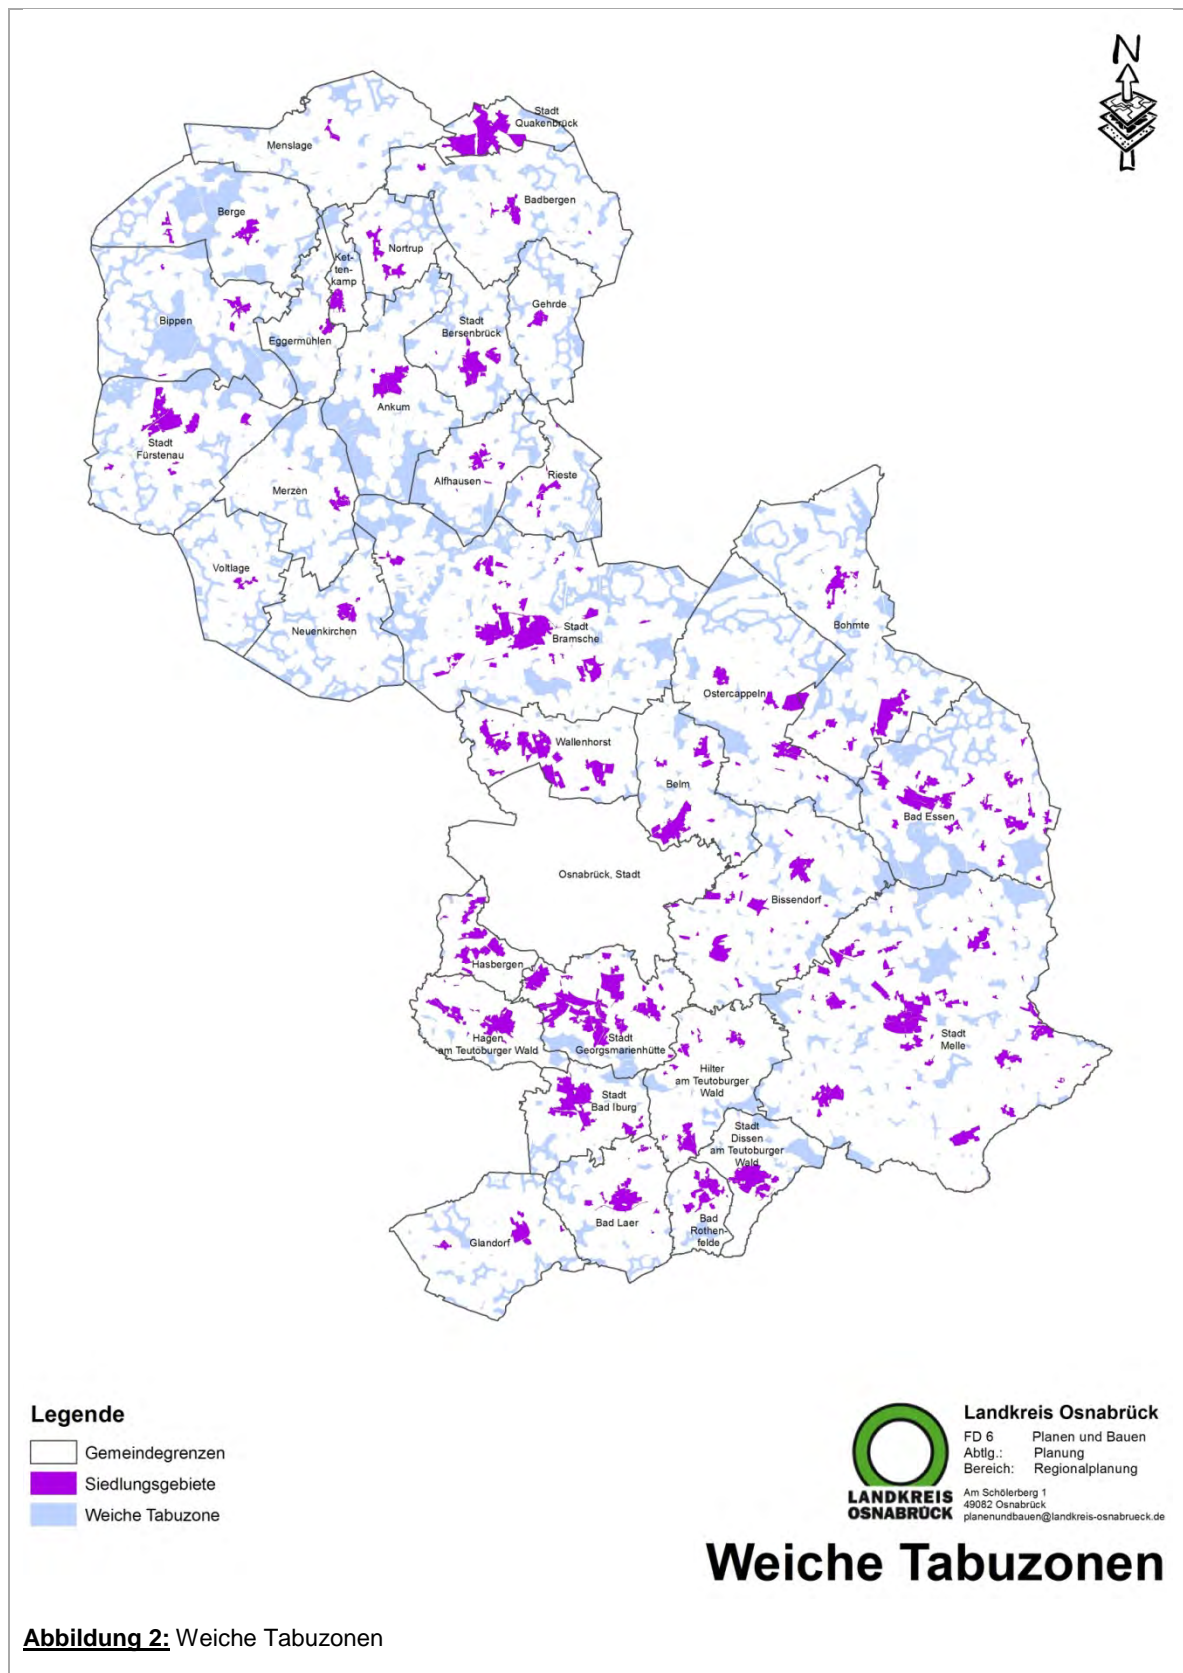 N
Stadt
Quakenbrück
Menslage
Badbergen
Berge
Nortrup
Ket-
ten-
kamp
Gehrde
Bippen
Stadt
Bersenbrück
Eggermühlen
Ankum
Stadt
Fürstenau
Alfhausen
Rieste
Merzen
Voltlage
Neuenkirchen
Stadt
Bramsche
Bohmte
Ostercappeln
Wallenhorst
Belm
Bad Essen
Osnabrück, Stadt
Bissendorf
Hasbergen
Hagen
am Teutoburger Wald
Stadt
Georgsmarienhütte
Stadt
Melle
Hilter
am Teutoburger
Wald
Stadt
Bad Iburg
Stadt
Dissen
am Teutoburger
Wald
Bad Laer
Bad
Rothen-
felde
Glandorf
Legende
Gemeindegrenzen
Siedlungsgebiete
Weiche Tabuzone
LANDKREIS
OSNABRÜCK
Landkreis Osnabrück
FD 6 Planen und Bauen
Abtlg.: Planung
Bereich: Regionalplanung
Am Schölerberg 1
49082 Osnabrück
planenundbauen@landkreis-osnabrueck.de
Weiche Tabuzonen
Abbildung 2: Weiche Tabuzonen